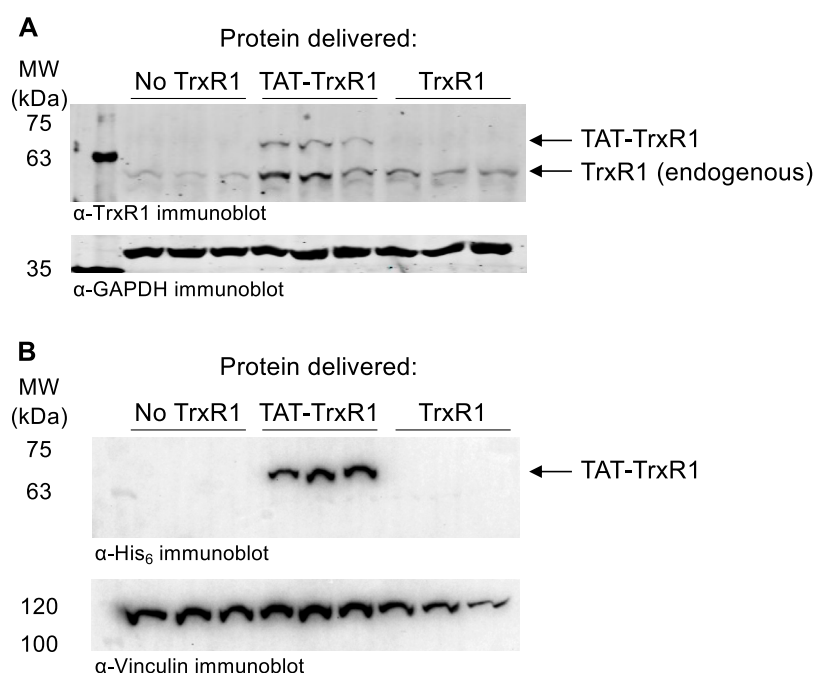 A
Protein delivered:
MW
(kDa)
No TrxR1 TAT-TrxR1 TrxR1
75
63
TAT-TrxR1
TrxR1 (endogenous)
α-TrxR1 immunoblot
35
α-GAPDH immunoblot
B
Protein delivered:
MW
(kDa)
No TrxR1 TAT-TrxR1 TrxR1
75
63
TAT-TrxR1
α-His₆ immunoblot
120
100
α-Vinculin immunoblot